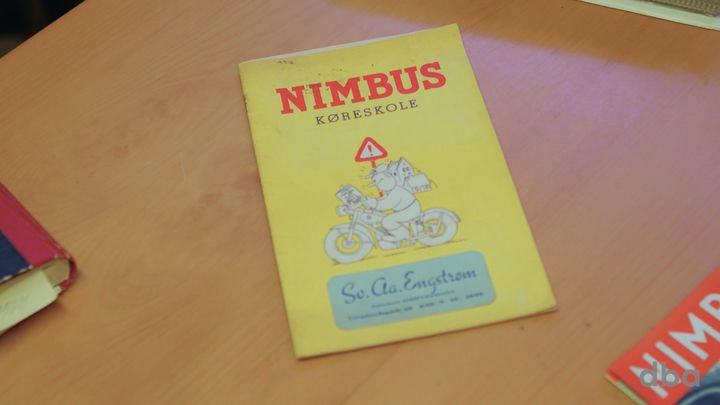 NIMBUS
KØRESKOLE
Sv. Aa. Engstrøm
NIMB
dba